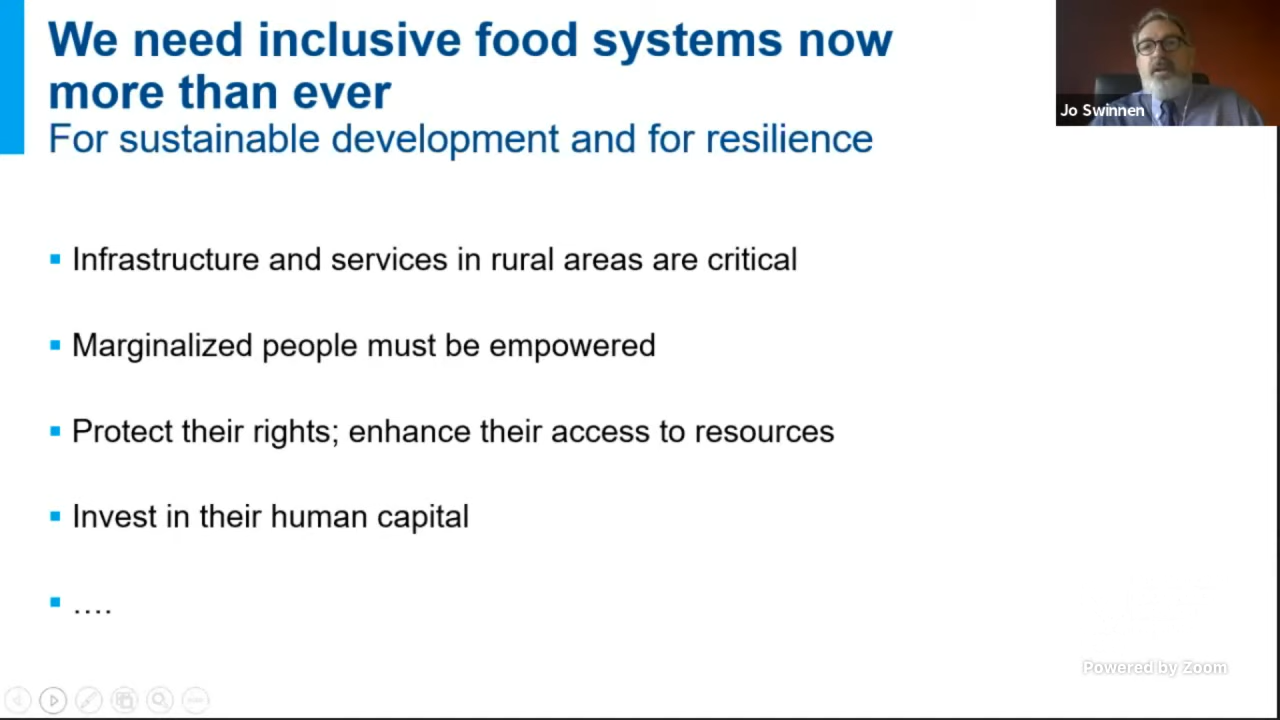 We need inclusive food systems now
more than ever
For sustainable development and for resilience
Jo Swinnen
Infrastructure and services in rural areas are critical
Marginalized people must be empowered
Protect their rights; enhance their access to resources
Invest in their human capital
….
Powered by Zoom